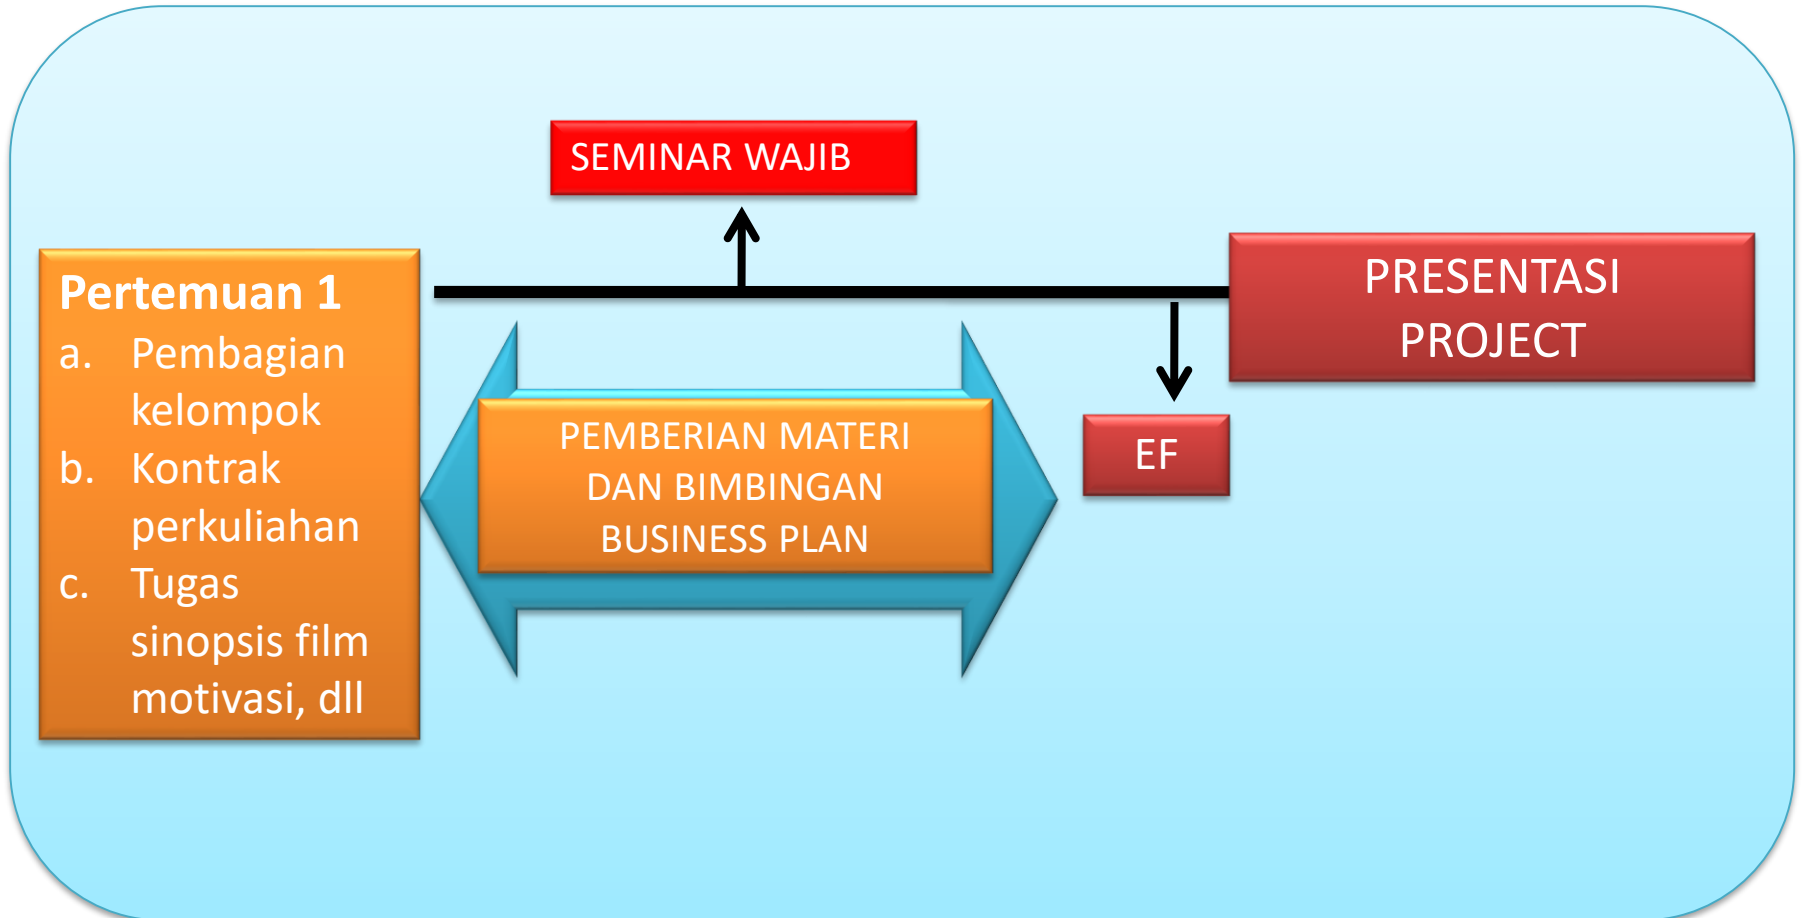 SEMINAR WAJIB
Pertemuan 1
a. Pembagian
kelompok
b. Kontrak
perkuliahan
c. Tugas
sinopsis film
motivasi, dll
PEMBERIAN MATERI
DAN BIMBINGAN
BUSINESS PLAN
EF
PRESENTASI
PROJECT